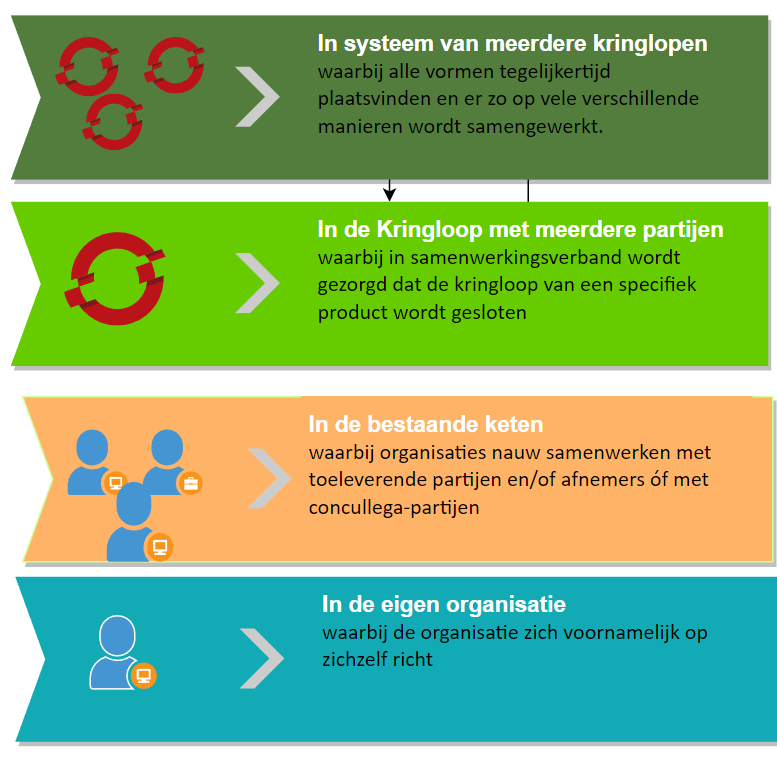 In systeem van meerdere kringlopen
waarbij alle vormen tegelijkertijd
plaatsvinden en er zo op vele verschillende
manieren wordt samengewerkt.
In de Kringloop met meerdere partijen
waarbij in samenwerkingsverband wordt
gezorgd dat de kringloop van een specifiek
product wordt gesloten
In de bestaande keten
waarbij organisaties nauw samenwerken met
toeleverende partijen en/of afnemers óf met
concullega-partijen
In de eigen organisatie
waarbij de organisatie zich voornamelijk op
zichzelf richt